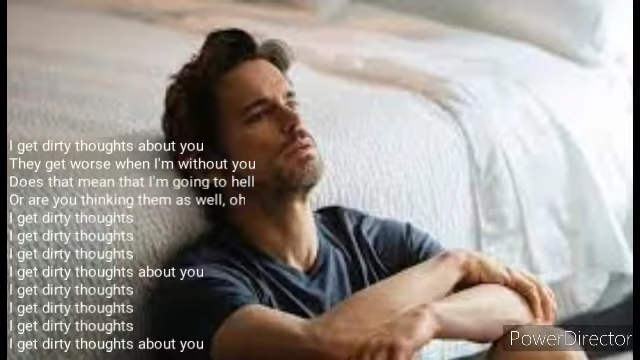 I get dirty thoughts about you
They get worse when I'm without you
Does that mean that I'm going to hell
Or are you thinking them as well, oh
I get dirty thoughts
I get dirty thoughts
I get dirty thoughts
I get dirty thoughts about you
I get dirty thoughts
I get dirty thoughts
I get dirty thoughts
I get dirty thoughts about you
PowerDirector